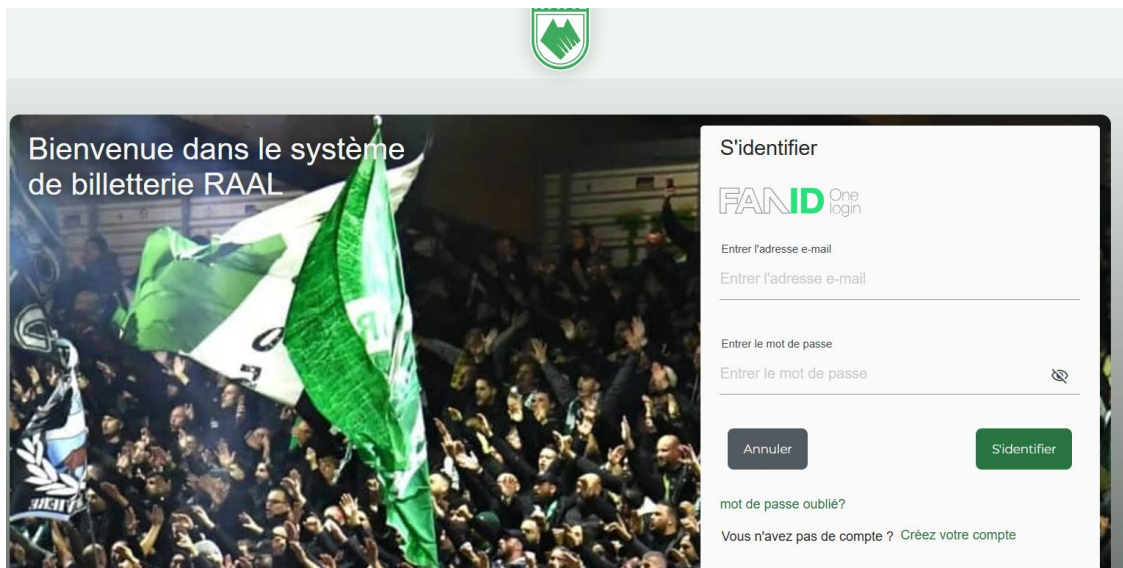 Bienvenue dans le système
de billetterie RAAL
S'identifier
FANID One
login
Entrer l'adresse e-mail
Entrer l'adresse e-mail
Entrer le mot de passe
Entrer le mot de passe
Annuler
S'identifier
mot de passe oublié?
Vous n'avez pas de compte ? Créez votre compte